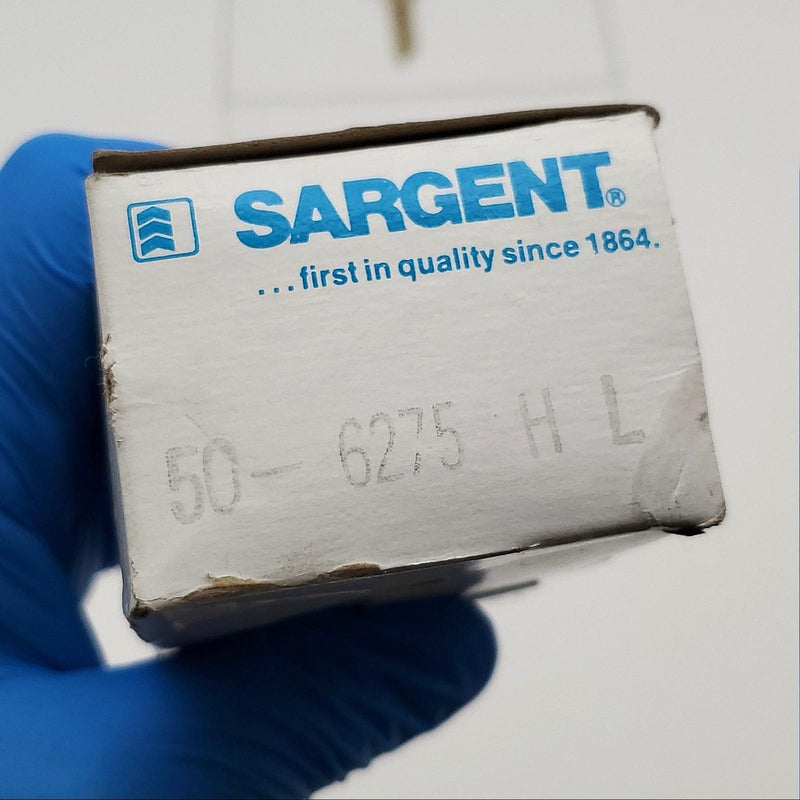 SARGENT®
...first in quality since 1864.
50- 6275 H L